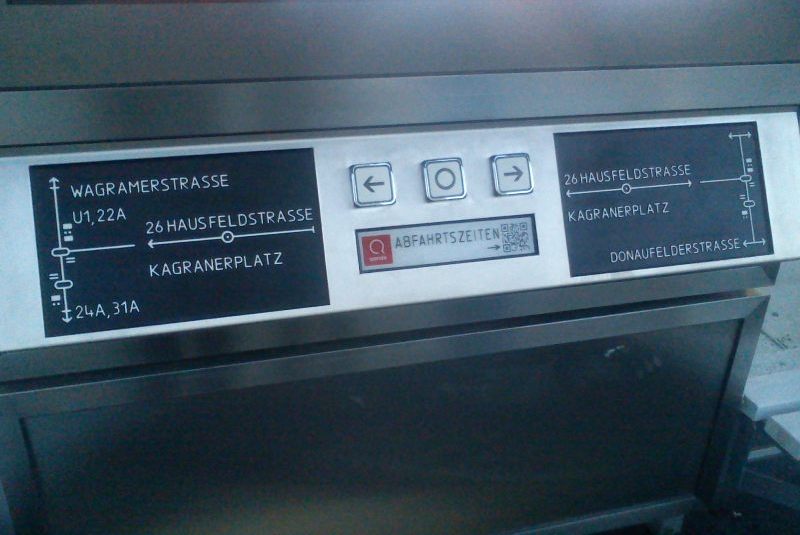 WAGRAMERSTRASSE
U1,22A
26 HAUSFELDSTRASSE
KAGRANERPLATZ
24A,31A
ABFAHRTSZEITEN
26 HAUSFELDSTRASSE
KAGRANERPLATZ
DONAUFELDERSTRASSE